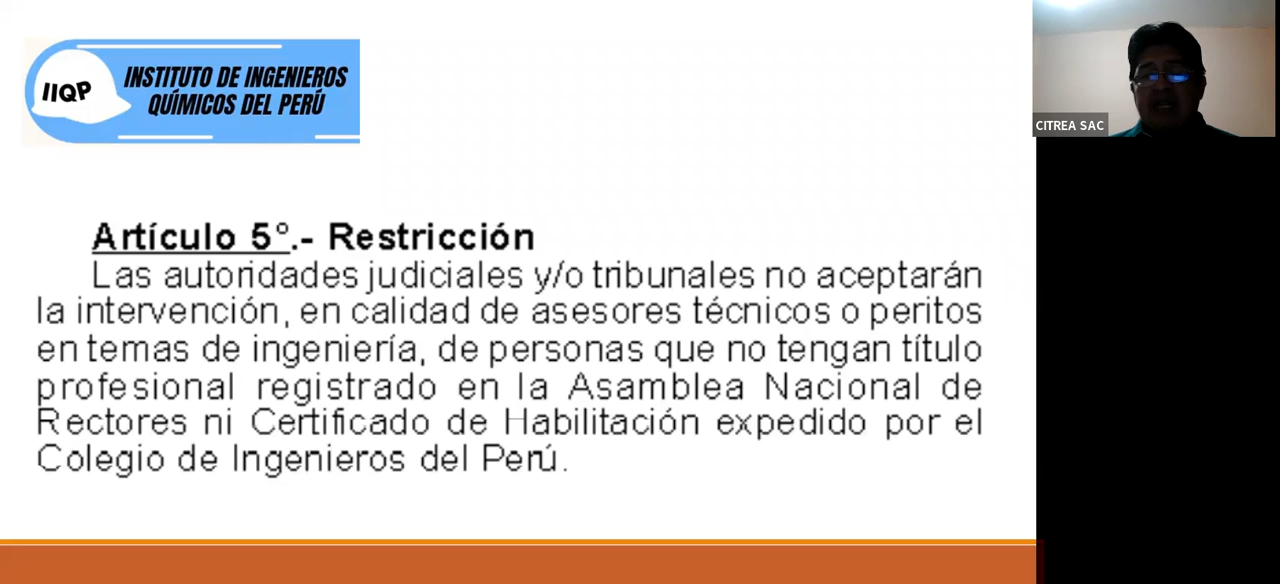 IIQP
INSTITUTO DE INGENIEROS
QUÍMICOS DEL PERÚ
CITREA SAC
Artículo 5°.- Restricción
Las autoridades judiciales y/o tribunales no aceptarán
la intervención, en calidad de asesores técnicos o peritos
en temas de ingeniería, de personas que no tengan título
profesional registrado en la Asamblea Nacional de
Rectores ni Certificado de Habilitación expedido por el
Colegio de Ingenieros del Perú.